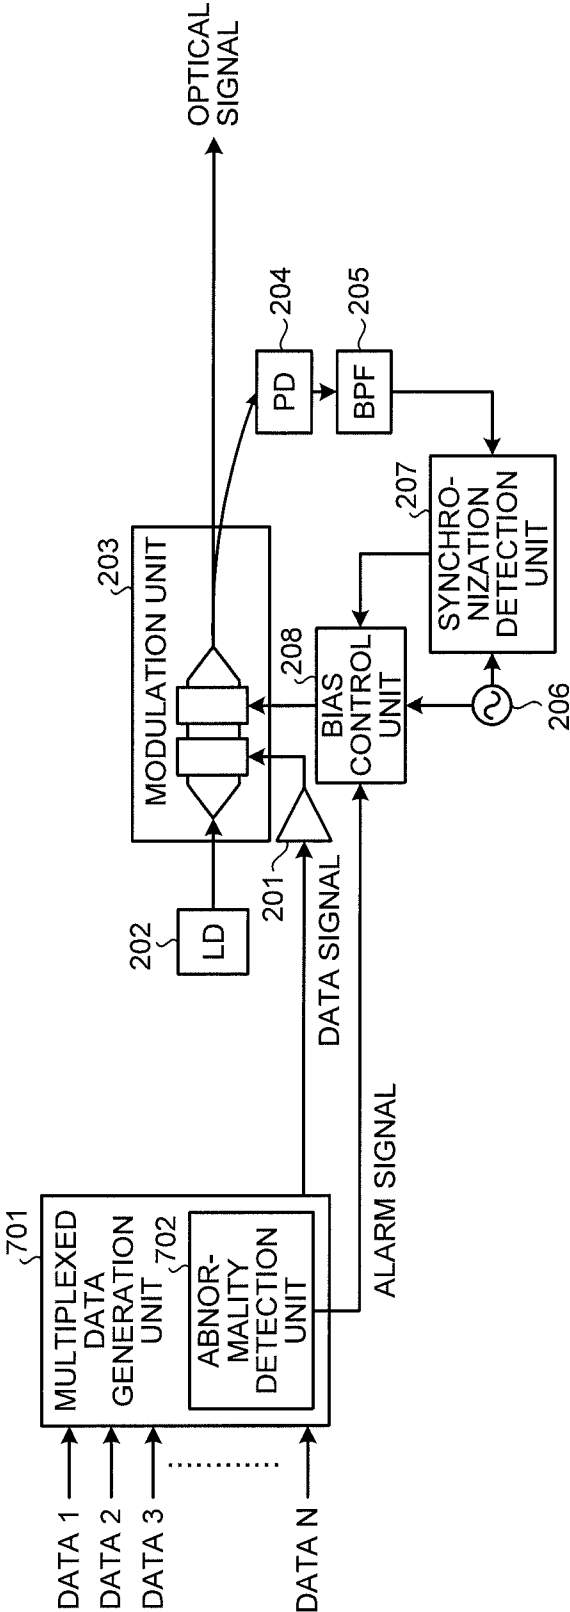 DATA 1
DATA 2
DATA 3
DATA N
701
MULTIPLEXED
DATA
GENERATION
UNIT
702
ABNOR-
MALITY
DETECTION
UNIT
ALARM SIGNAL
DATA SIGNAL
202
LD
201
203
MODULATION UNIT
208
BIAS
CONTROL
UNIT
206
207
SYNCHRO-
NIZATION
DETECTION
UNIT
204
PD
205
BPF
OPTICAL
SIGNAL